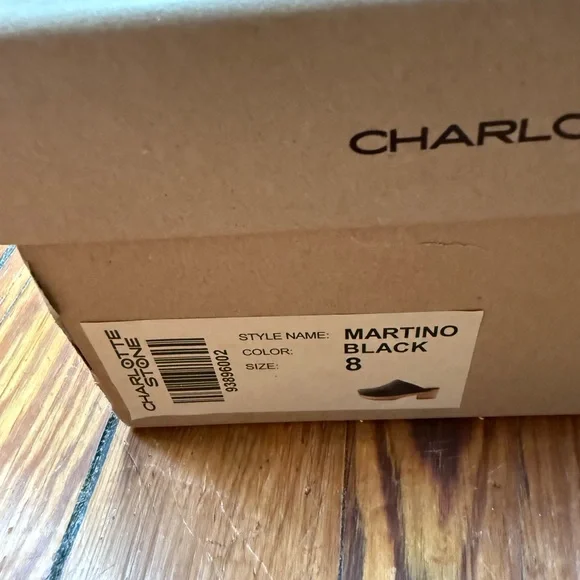 CHARLO
CHARLOTTE
STONE
93896002
STYLE NAME: MARTINO
COLOR: BLACK
SIZE: 8